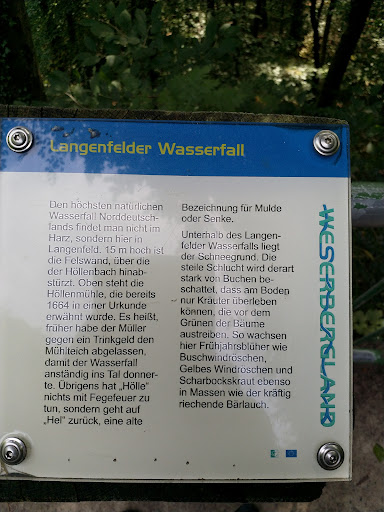 Langenfelder Wasserfall
Den höchsten natürlichen
Wasserfall Norddeutsch-
lands findet man nicht im
Harz, sondern hier in
Langenfeld. 15 m hoch ist
die Felswand, über die
der Höllenbach hinab-
stürzt. Oben steht die
Höllenmühle, die bereits
1664 in einer Urkunde
erwähnt wurde. Es heißt,
früher habe der Müller
gegen ein Trinkgeld den
Mühlteich abgelassen,
damit der Wasserfall
anständig ins Tal donner-
te. Übrigens hat „Hölle"
nichts mit Fegefeuer zu
tun, sondern geht auf
„Hel" zurück, eine alte
Bezeichnung für Mulde
oder Senke.
Unterhalb des Langen-
felder Wasserfalls liegt
der Schneegrund. Die
steile Schlucht wird derart
stark von Buchen be-
schattet, dass am Boden
nur Kräuter überleben
können, die vor dem
Grünen der Bäume
austreiben. So wachsen
hier Frühjahrsblüher wie
Buschwindröschen,
Gelbes Windröschen und
Scharbockskraut ebenso
in Massen wie der kräftig
riechende Bärlauch.
WESERBERGLAND